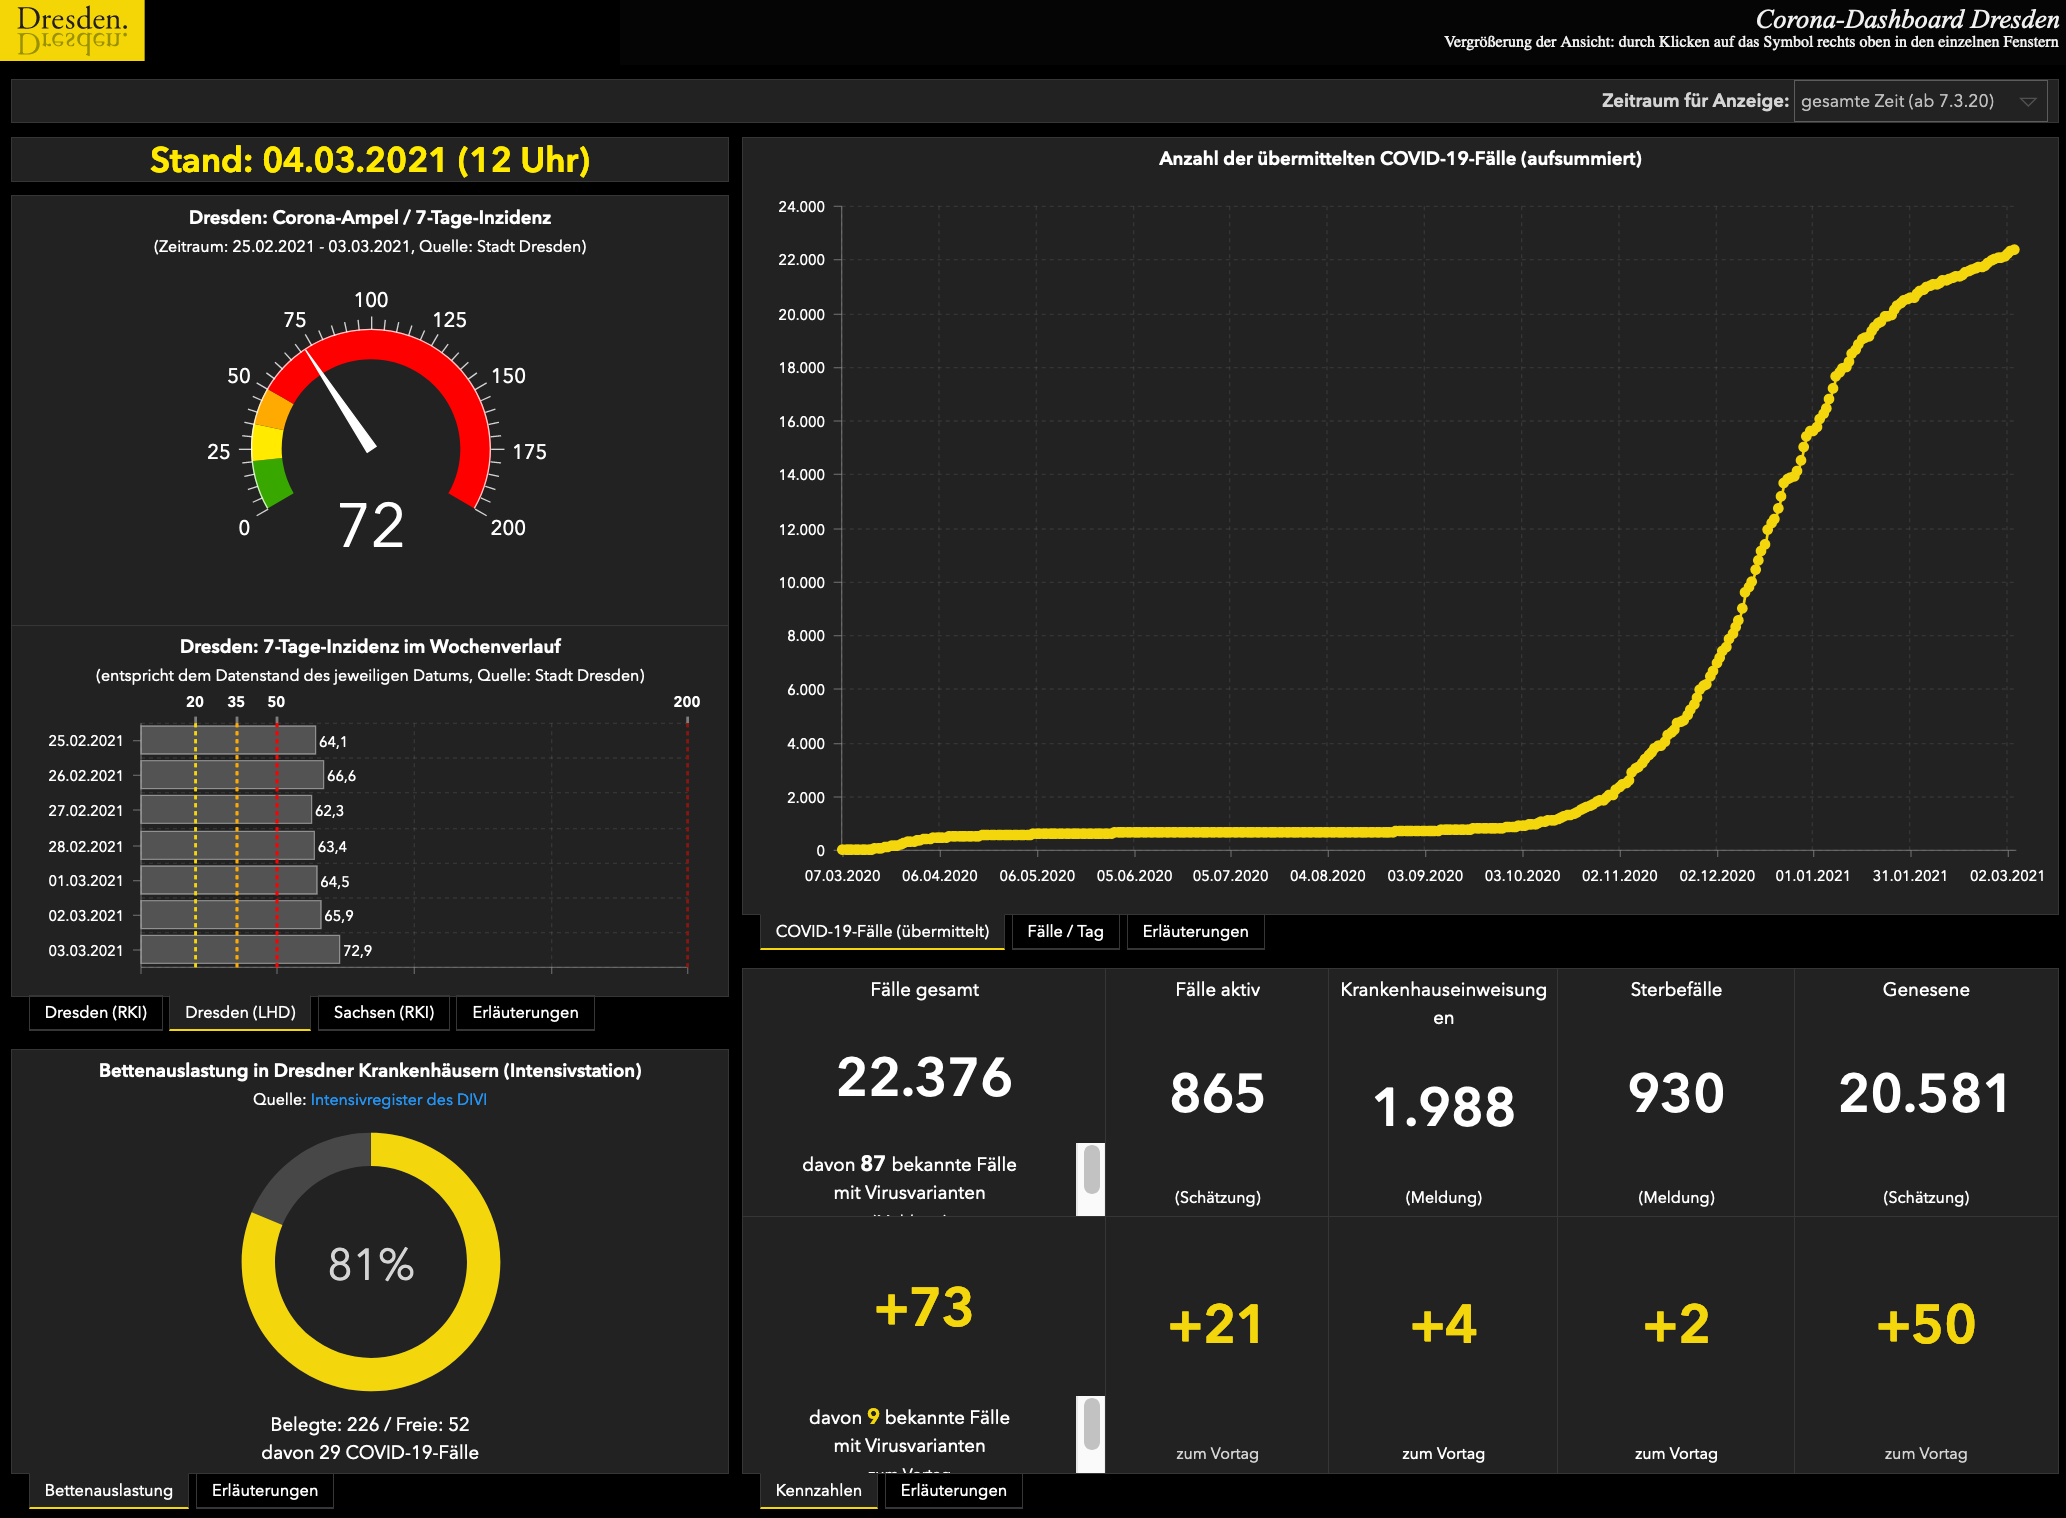 Dresden.
Dresden.
Corona-Dashboard Dresden
Vergrößerung der Ansicht: durch Klicken auf das Symbol rechts oben in den einzelnen Fenstern
Zeitraum für Anzeige: gesamte Zeit (ab 7.3.20)
Stand: 04.03.2021 (12 Uhr)
Dresden: Corona-Ampel / 7-Tage-Inzidenz
(Zeitraum: 25.02.2021 - 03.03.2021, Quelle: Stadt Dresden)
0
25
50
75
100
125
150
175
200
72
Dresden: 7-Tage-Inzidenz im Wochenverlauf
(entspricht dem Datenstand des jeweiligen Datums, Quelle: Stadt Dresden)
20 35 50 200
25.02.2021 64,1
26.02.2021 66,6
27.02.2021 62,3
28.02.2021 63,4
01.03.2021 64,5
02.03.2021 65,9
03.03.2021 72,9
Dresden (RKI) Dresden (LHD) Sachsen (RKI) Erläuterungen
Bettenauslastung in Dresdner Krankenhäusern (Intensivstation)
Quelle: Intensivregister des DIVI
81%
Belegte: 226 / Freie: 52
davon 29 COVID-19-Fälle
Bettenauslastung Erläuterungen
Anzahl der übermittelten COVID-19-Fälle (aufsummiert)
24.000
22.000
20.000
18.000
16.000
14.000
12.000
10.000
8.000
6.000
4.000
2.000
0
07.03.2020 06.04.2020 06.05.2020 05.06.2020 05.07.2020 04.08.2020 03.09.2020 03.10.2020 02.11.2020 02.12.2020 01.01.2021 31.01.2021 02.03.2021
COVID-19-Fälle (übermittelt) Fälle / Tag Erläuterungen
Fälle gesamt
22.376
davon 87 bekannte Fälle
mit Virusvarianten
Fälle aktiv
865
(Schätzung)
Krankenhauseinweisung
en
1.988
(Meldung)
Sterbefälle
930
(Meldung)
Genesene
20.581
(Schätzung)
+73
davon 9 bekannte Fälle
mit Virusvarianten
zum Vortag
+21
zum Vortag
+4
zum Vortag
+2
zum Vortag
+50
zum Vortag
Kennzahlen Erläuterungen